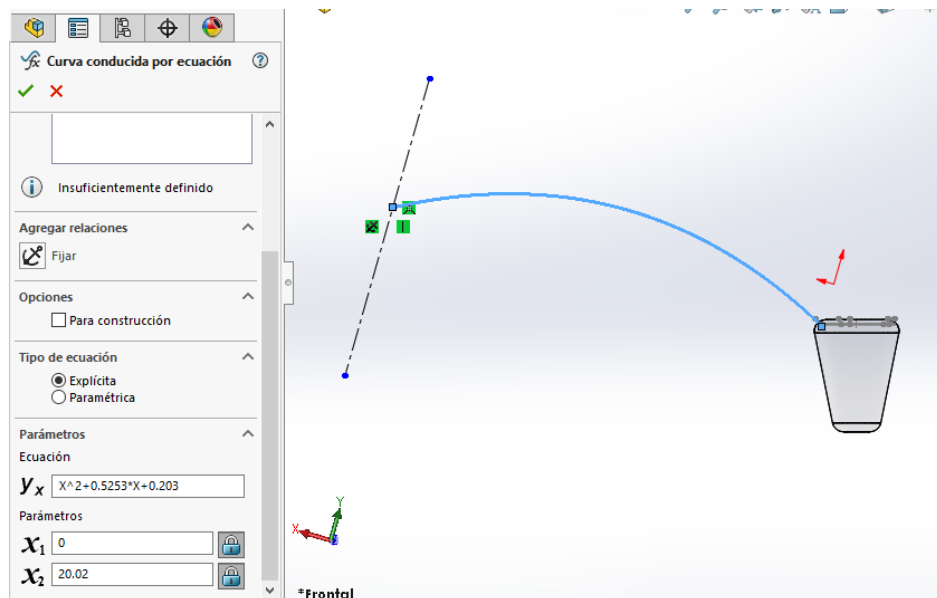 Curva conducida por ecuación
Insuficientemente definido
Agregar relaciones
Fijar
Opciones
Para construcción
Tipo de ecuación
Explícita
Paramétrica
Parámetros
Ecuación
yx X^2+0.5253*X+0.203
Parámetros
x1 0
x2 20.02
Y
X
*Frontal